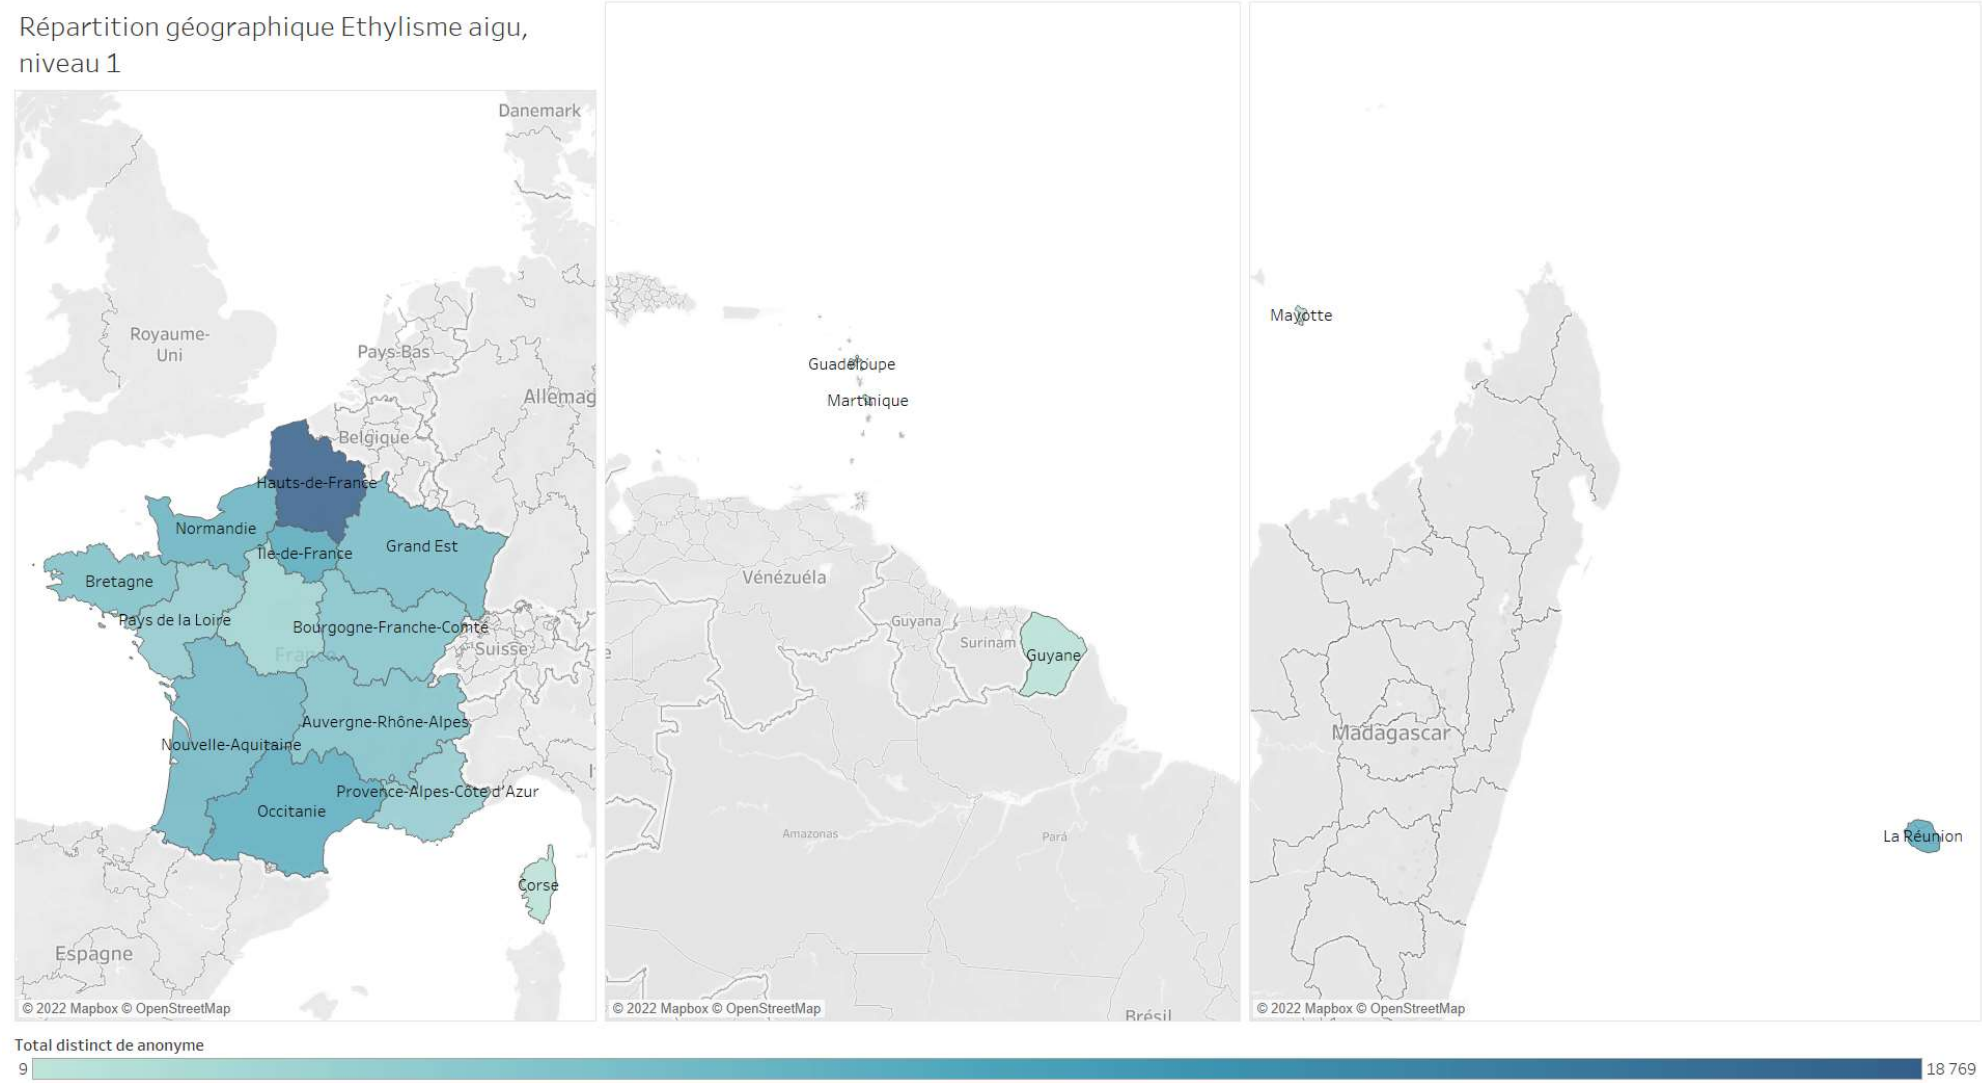 Répartition géographique Ethylisme aigu,
niveau 1
Danemark
Royaume-
Uni
Pays-Bas
Allemag
Belgique
Hauts-de-France
Normandie
Île-de-France
Grand Est
Bretagne
Pays de la Loire
Bourgogne-Franche-Comté
Suisse
France
Auvergne-Rhône-Alpes
Nouvelle-Aquitaine
Provence-Alpes-Côte d'Azur
Occitanie
Corse
Espagne
© 2022 Mapbox © OpenStreetMap
Guadeloupe
Martinique
Vénézuéla
Guyana
Surinam
Guyane
Amazonas
Pará
Brésil
© 2022 Mapbox © OpenStreetMap
Mayotte
Madagascar
La Réunion
© 2022 Mapbox © OpenStreetMap
Total distinct de anonyme
9
18 769